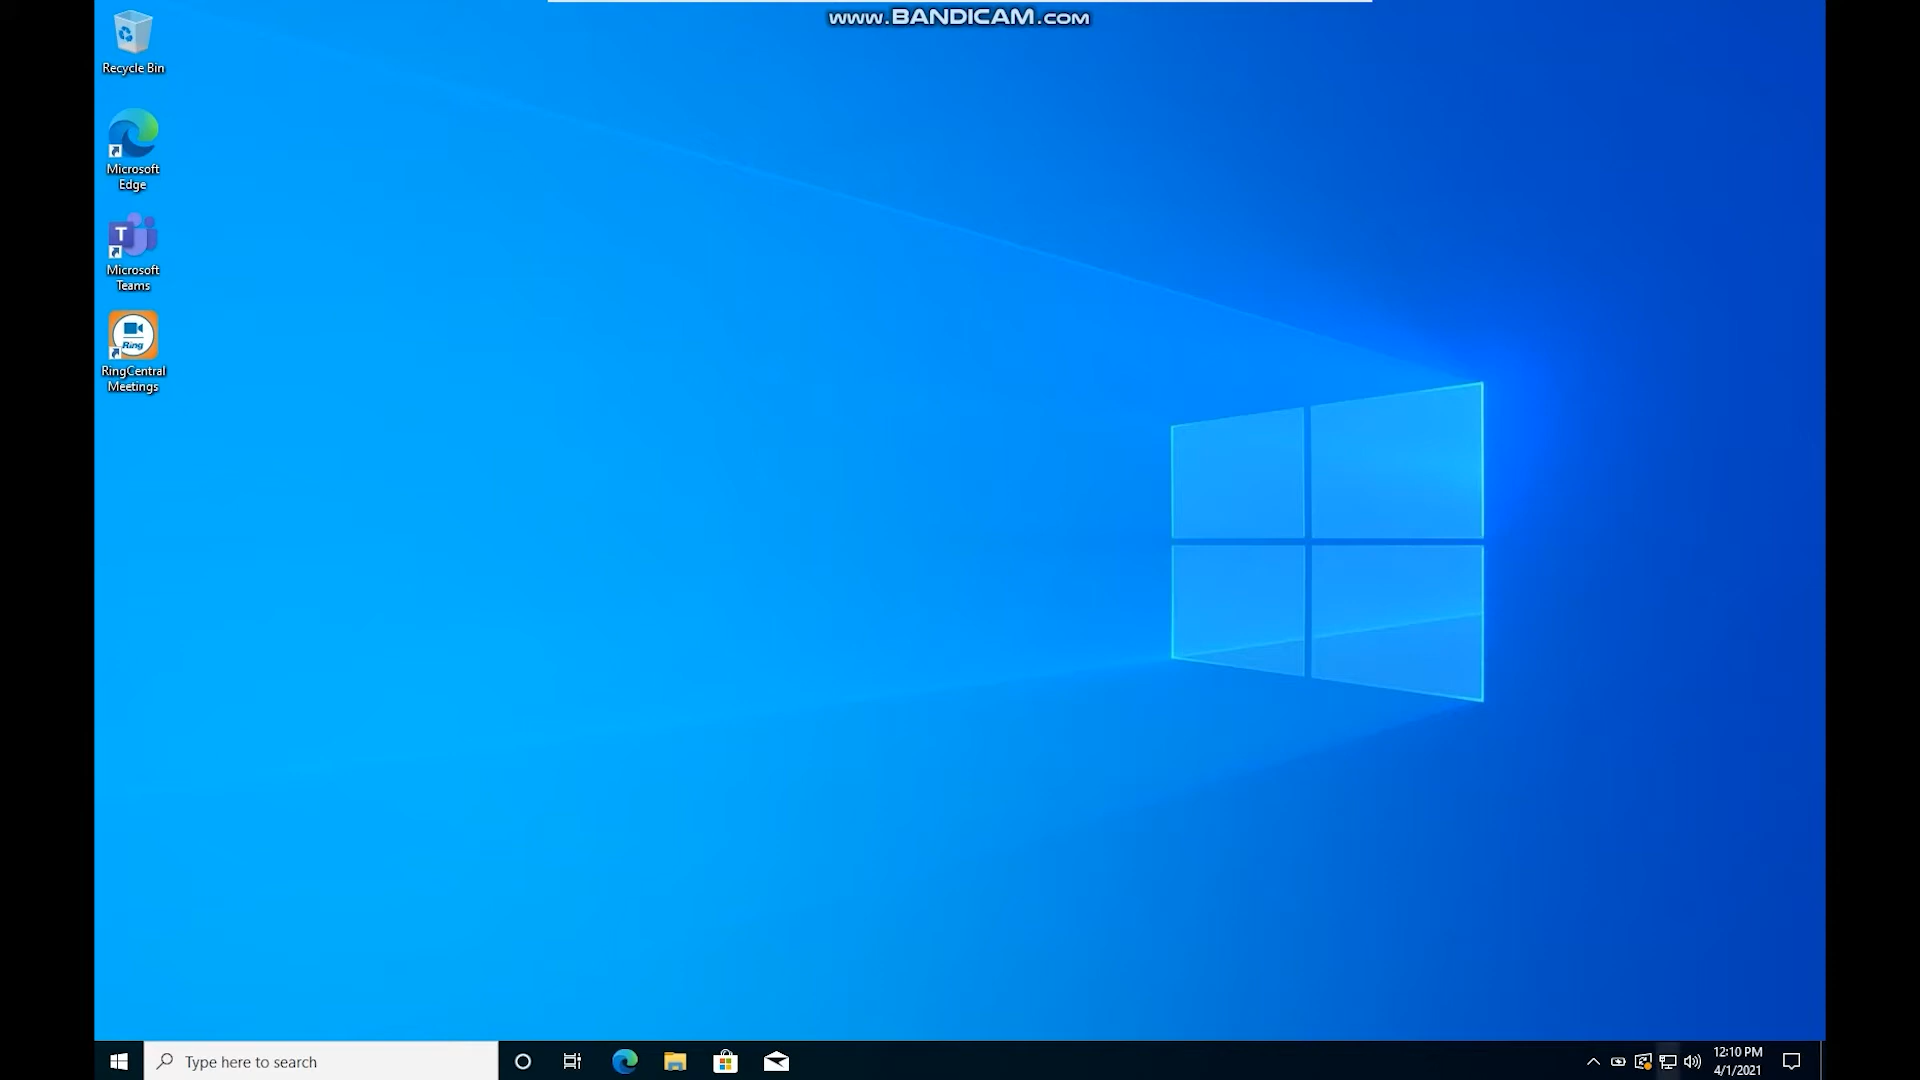 www.BANDICAM.com
Recycle Bin
Microsoft
Edge
T
Microsoft
Teams
Ring
RingCentral
Meetings
Type here to search
12:10 PM
4/1/2021